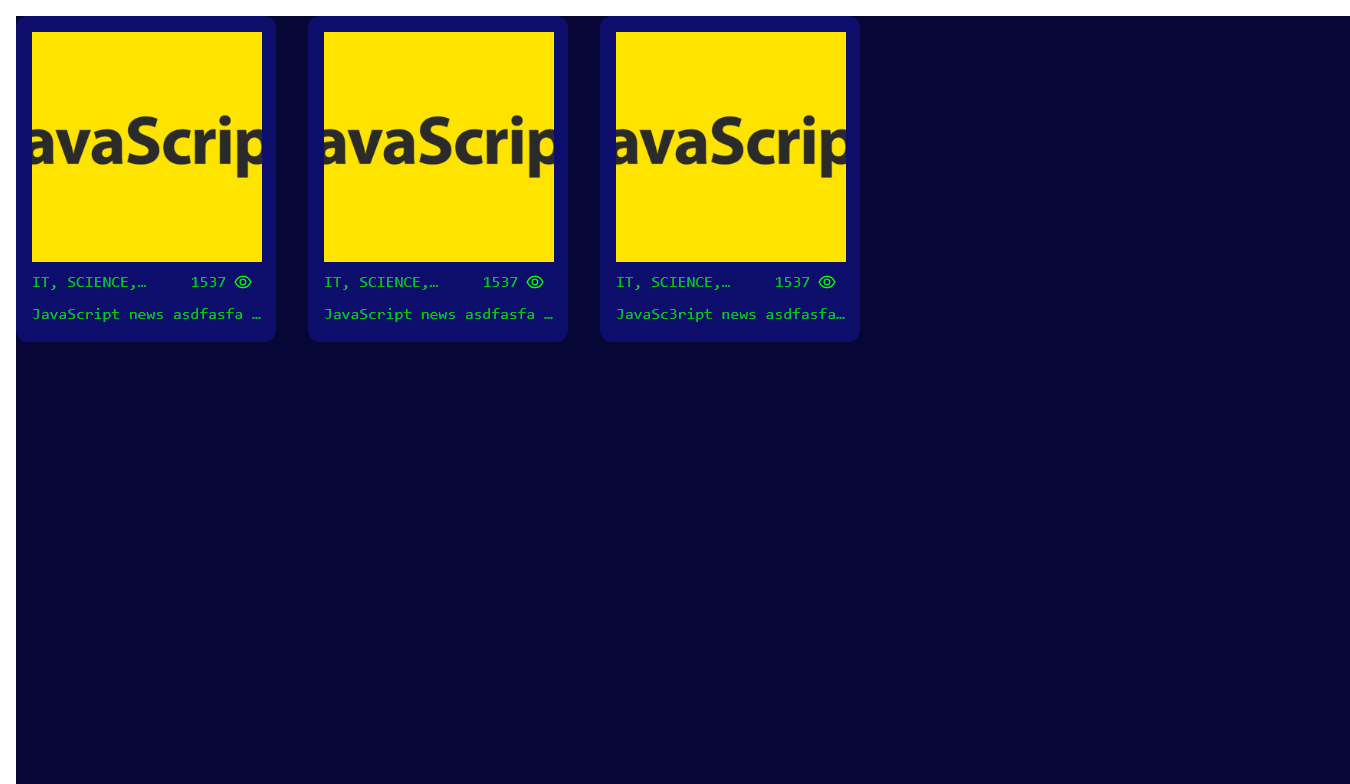 avaScrip
IT, SCIENCE,… 1537
JavaScript news asdfasfa …
avaScrip
IT, SCIENCE,… 1537
JavaScript news asdfasfa …
avaScrip
IT, SCIENCE,… 1537
JavaSc3ript news asdfasfa…